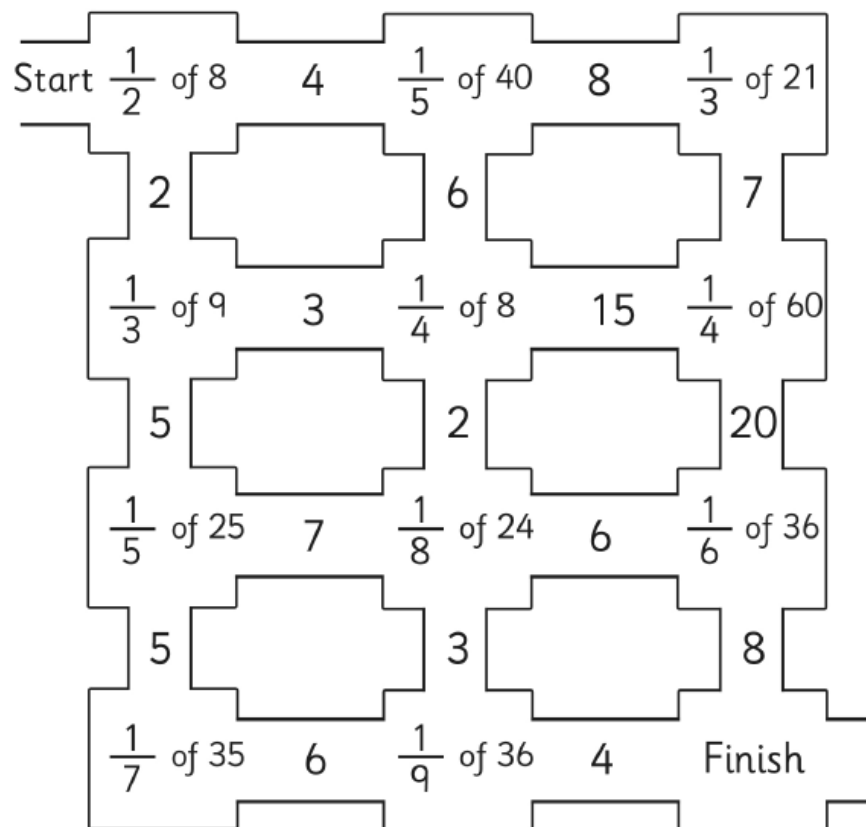 Start 1/2 of 8 4 1/5 of 40 8 1/3 of 21
2 6 7
1/3 of 9 3 1/4 of 8 15 1/4 of 60
5 2 20
1/5 of 25 7 1/8 of 24 6 1/6 of 36
5 3 8
1/7 of 35 6 1/9 of 36 4 Finish